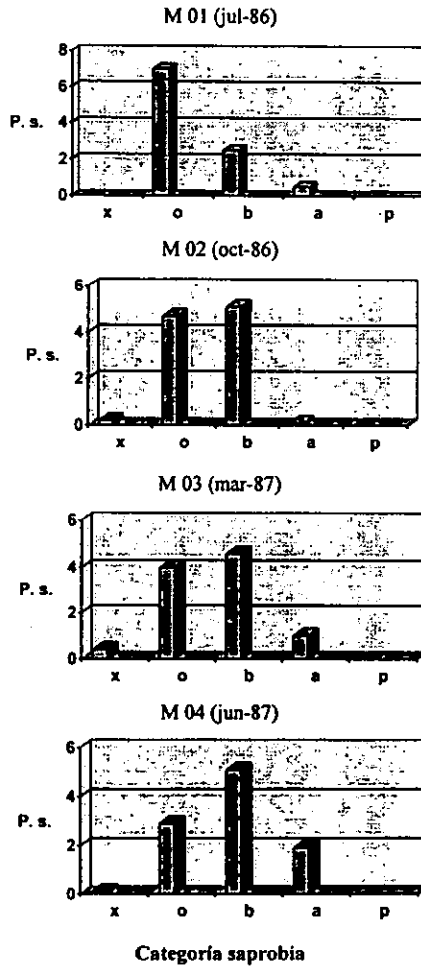 M 01 (jul-86)
8
6
P. s.
4
2
0
x o b a p
M 02 (oct-86)
6
4
P. s.
2
0
x o b a p
M 03 (mar-87)
6
4
P. s.
2
0
x o b a p
M 04 (jun-87)
6
4
P. s.
2
0
x o b a p
Categoría saprobia